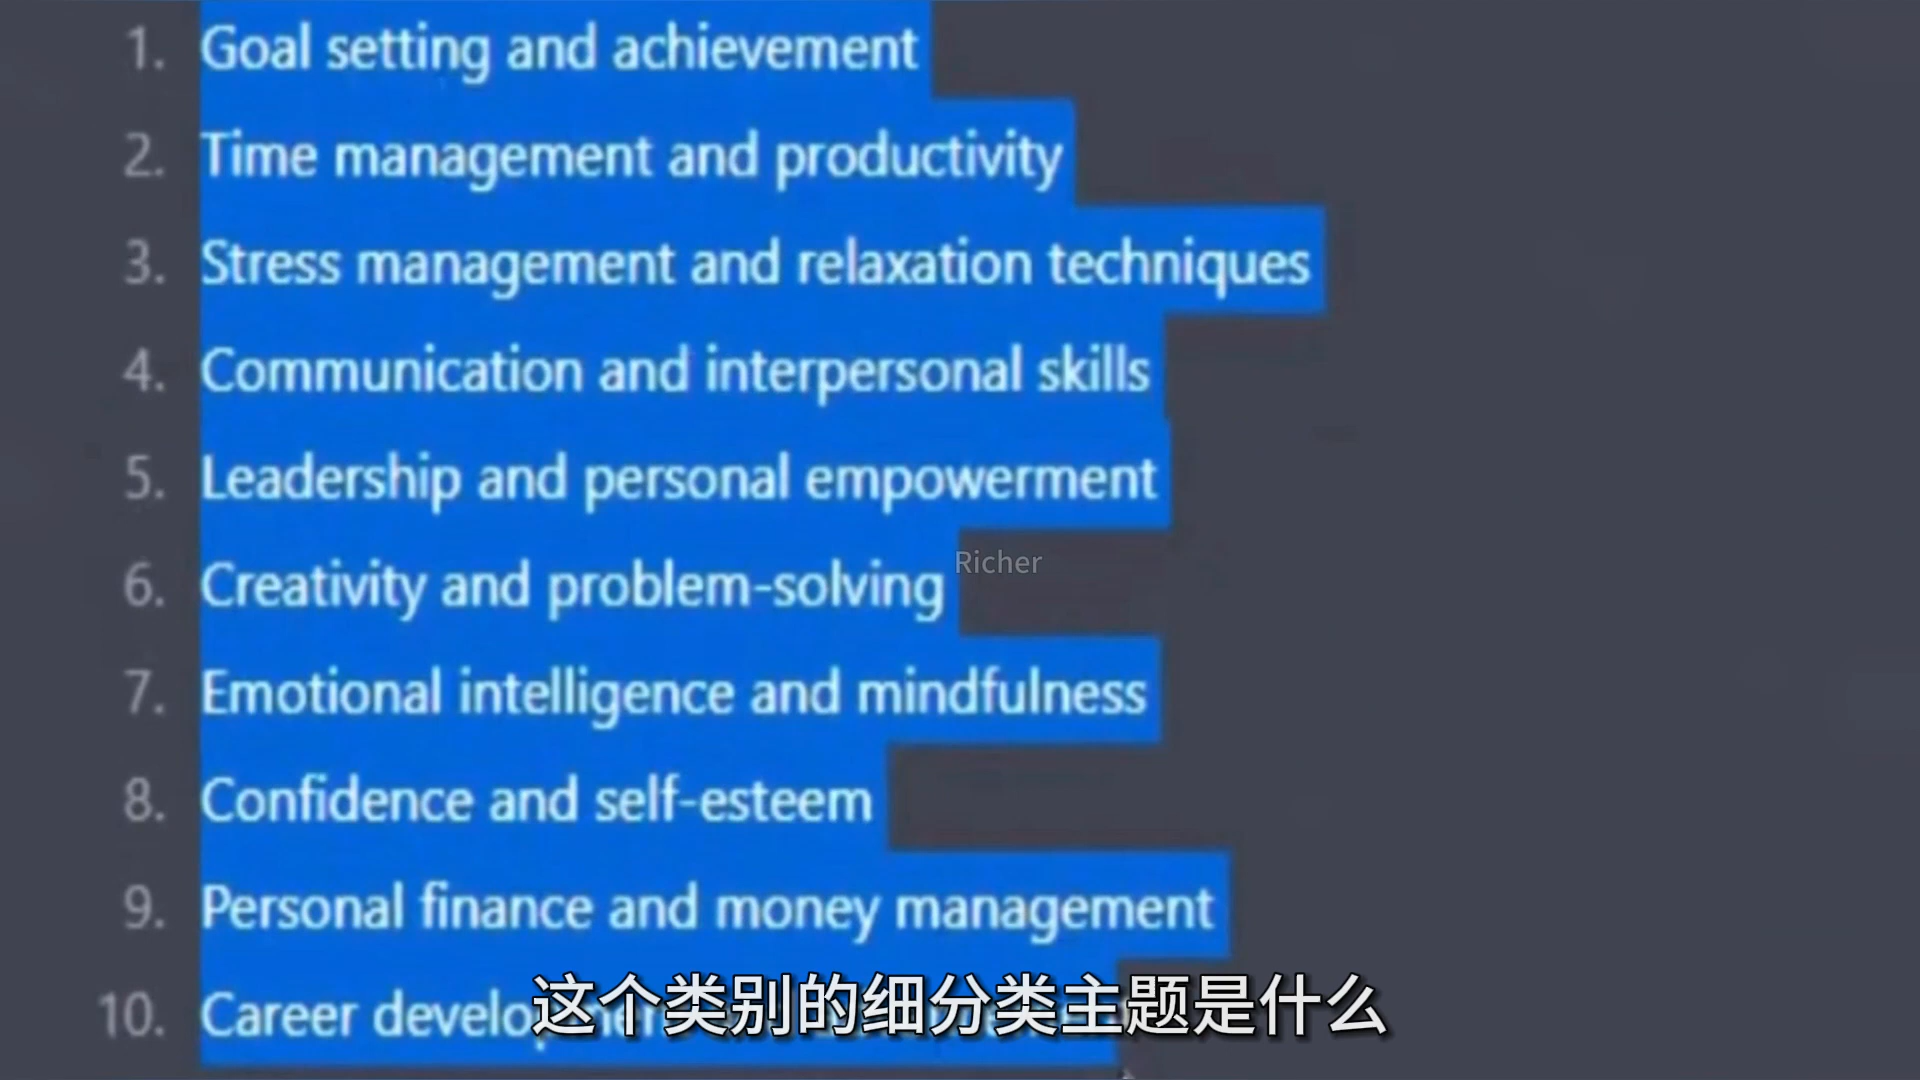 1. Goal setting and achievement
2. Time management and productivity
3. Stress management and relaxation techniques
4. Communication and interpersonal skills
5. Leadership and personal empowerment
6. Creativity and problem-solving
Richer
7. Emotional intelligence and mindfulness
8. Confidence and self-esteem
9. Personal finance and money management
10. Career
这个类别的细分类主题是什么